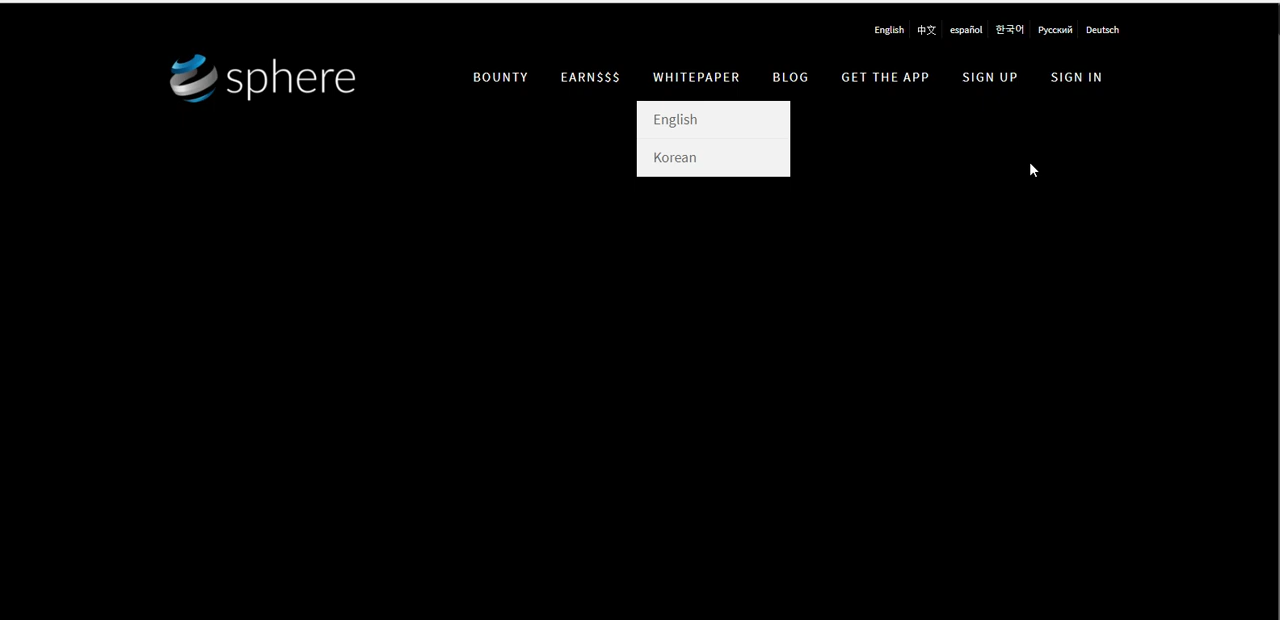 English 中文 español 한국어 Русский Deutsch
sphere
BOUNTY EARN$$$ WHITEPAPER BLOG GET THE APP SIGN UP SIGN IN
English
Korean